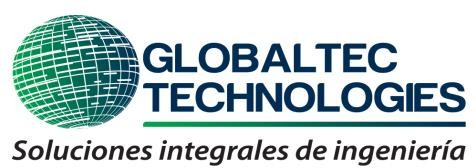 GLOBALTEC
TECHNOLOGIES
Soluciones integrales de ingeniería